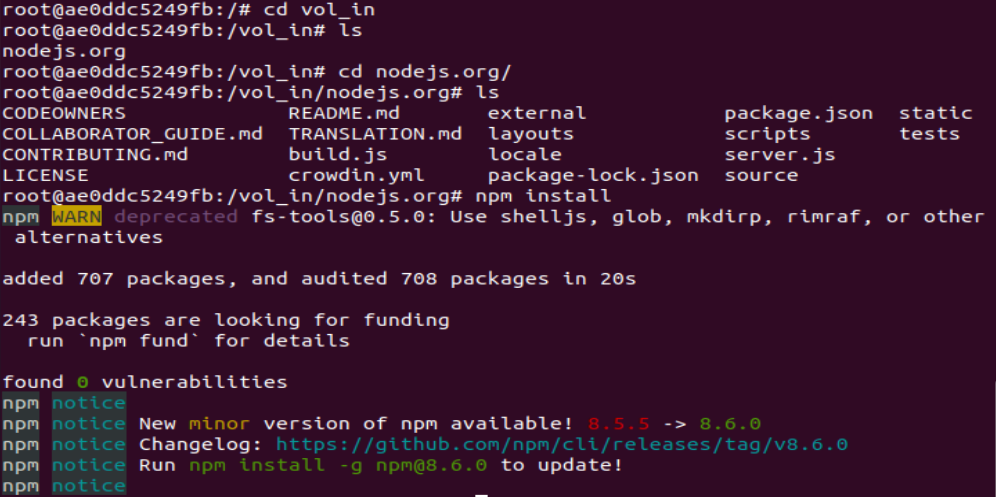 root@ae0ddc5249fb:/# cd vol_in
root@ae0ddc5249fb:/vol_in# ls
nodejs.org
root@ae0ddc5249fb:/vol_in# cd nodejs.org/
root@ae0ddc5249fb:/vol_in/nodejs.org# ls
CODEOWNERS             README.md       external           package.json  static
COLLABORATOR_GUIDE.md  TRANSLATION.md  layouts            scripts       tests
CONTRIBUTING.md        build.js        locale             server.js
LICENSE                crowdin.yml     package-lock.json  source
root@ae0ddc5249fb:/vol_in/nodejs.org# npm install
npm WARN deprecated fs-tools@0.5.0: Use shelljs, glob, mkdirp, rimraf, or other
 alternatives
added 707 packages, and audited 708 packages in 20s
243 packages are looking for funding
  run `npm fund` for details
found 0 vulnerabilities
npm notice
npm notice New minor version of npm available! 8.5.5 -> 8.6.0
npm notice Changelog: https://github.com/npm/cli/releases/tag/v8.6.0
npm notice Run npm install -g npm@8.6.0 to update!
npm notice